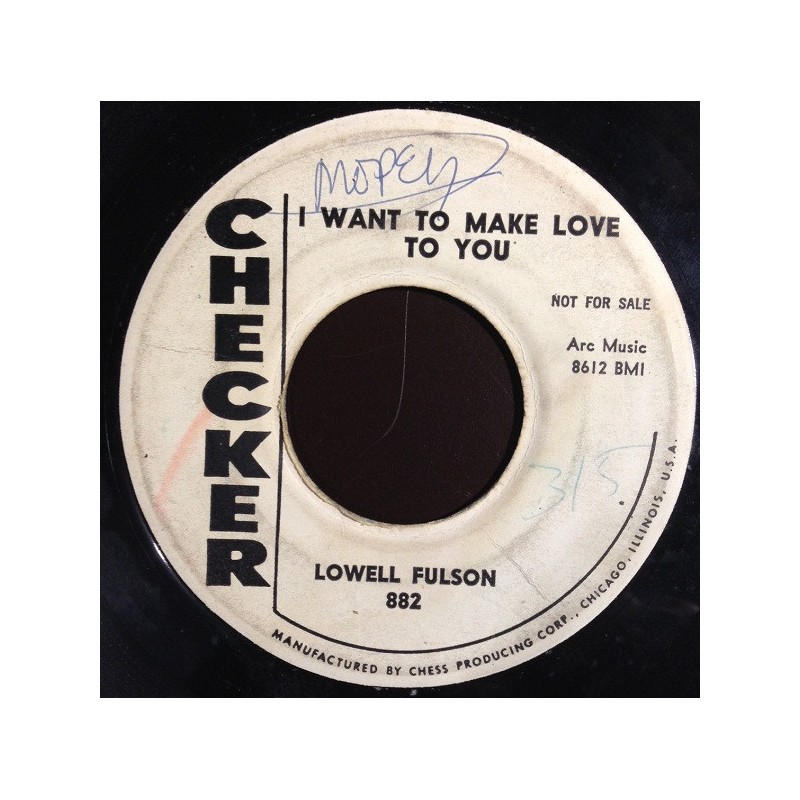 MOPEY
CHECKER
I WANT TO MAKE LOVE
TO YOU
NOT FOR SALE
Arc Music
8612 BMI
315
LOWELL FULSON
882
MANUFACTURED BY CHESS PRODUCING CORP., CHICAGO, ILLINOIS, U.S.A.